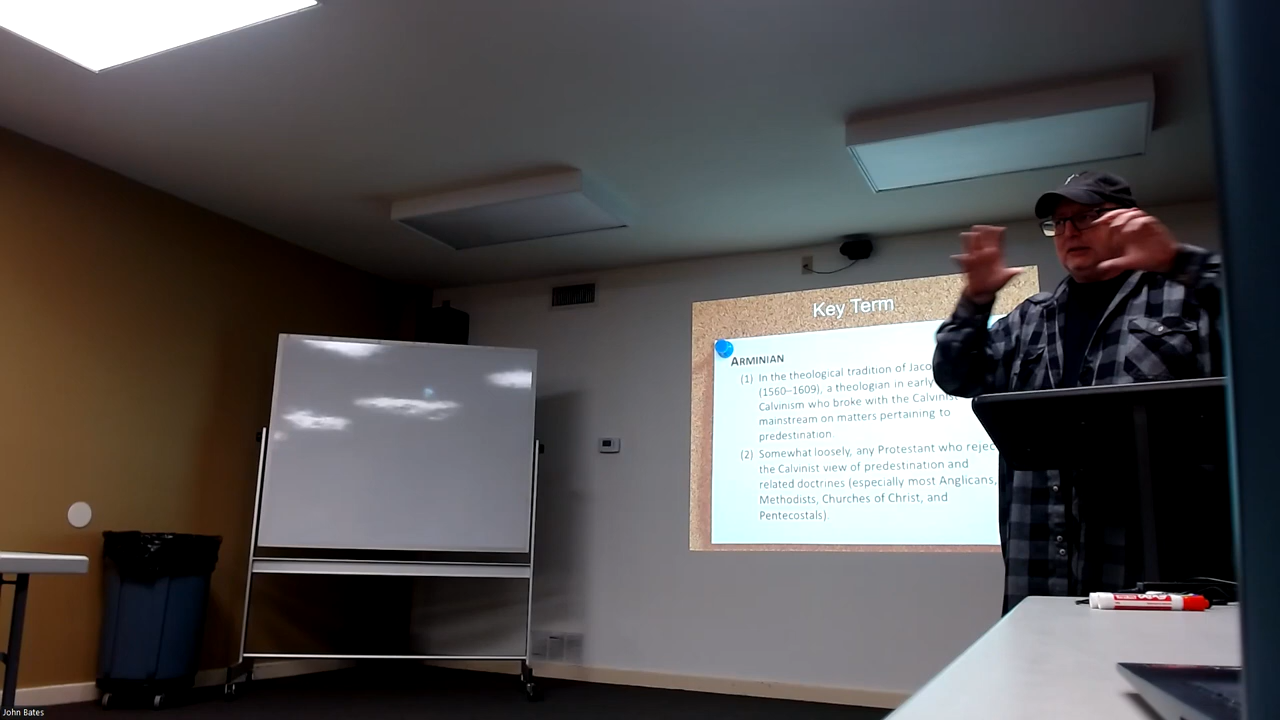 Key Term
ARMINIAN
(1) In the theological tradition of Jaco
(1560–1609), a theologian in early
Calvinism who broke with the Calvinist
mainstream on matters pertaining to
predestination.
(2) Somewhat loosely, any Protestant who rejec
the Calvinist view of predestination and
related doctrines (especially most Anglicans,
Methodists, Churches of Christ, and
Pentecostals).
John Bates